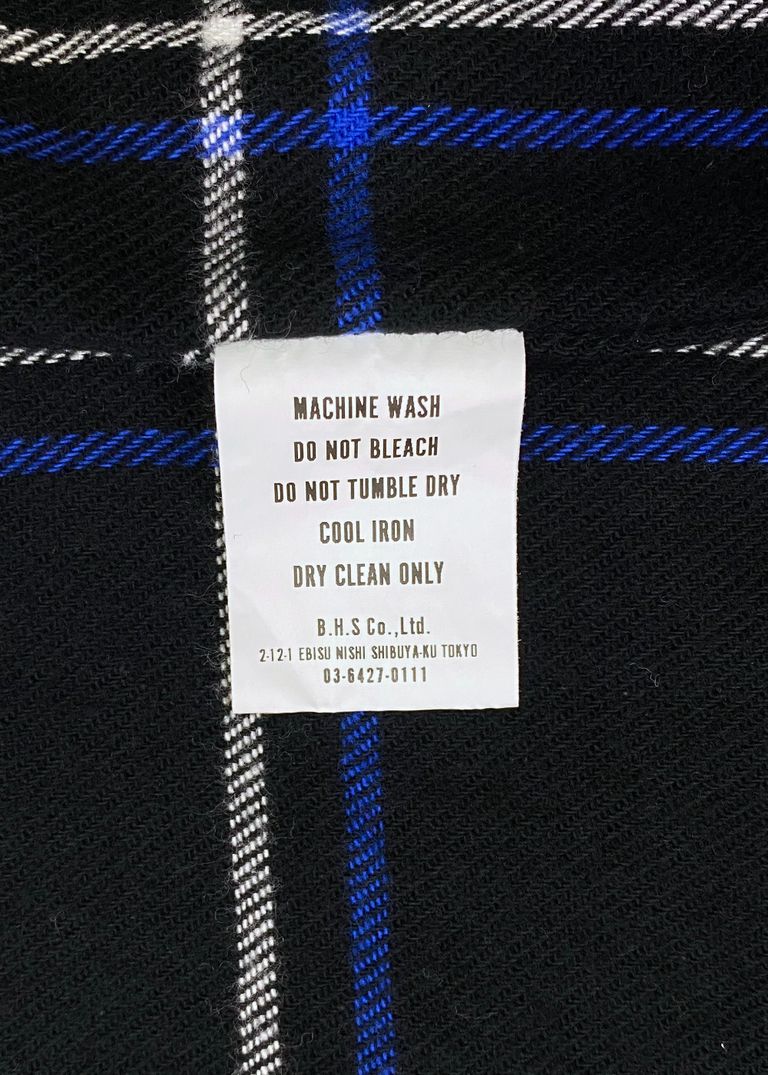 MACHINE WASH
DO NOT BLEACH
DO NOT TUMBLE DRY
COOL IRON
DRY CLEAN ONLY
B.H.S Co.,Ltd.
2-12-1 EBISU NISHI SHIBUYA-KU TOKYO
03-6427-0111